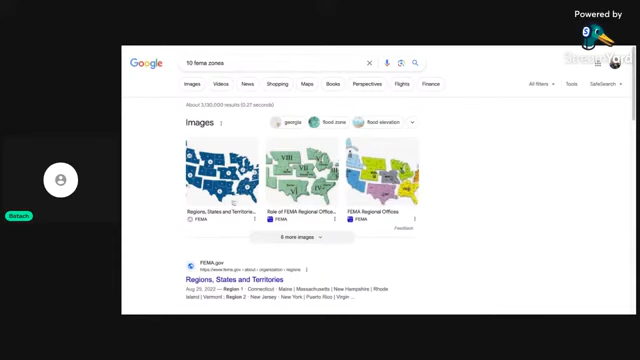 Powered by
StreamYard
Google
10 fema zones
Images
Videos
News
Shopping
Maps
Books
Perspectives
Flights
Finance
All filters
Tools
SafeSearch
About 3,130,000 results (0.27 seconds)
Images
georgia
flood zone
flood elevation
VIII
Regions, States and Territorie...
Role of FEMA Regional Office...
FEMA Regional Offices
FEMA
FEMA
FEMA
Feedback
6 more images
Batach
FEMA.gov
https://www.fema.gov › about › organization › regions
Regions, States and Territories
Aug 29, 2022 — Region 1 · Connecticut · Maine | Massachusetts | New Hampshire | Rhode
Island | Vermont ; Region 2 · New Jersey · New York | Puerto Rico | Virgin ...